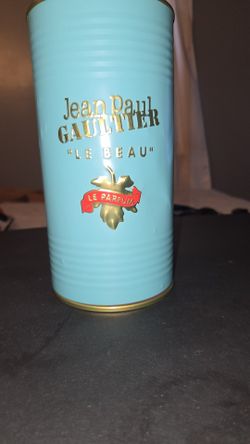 Jean Paul
GAULTIER
"LE BEAU"
LE PARFUM